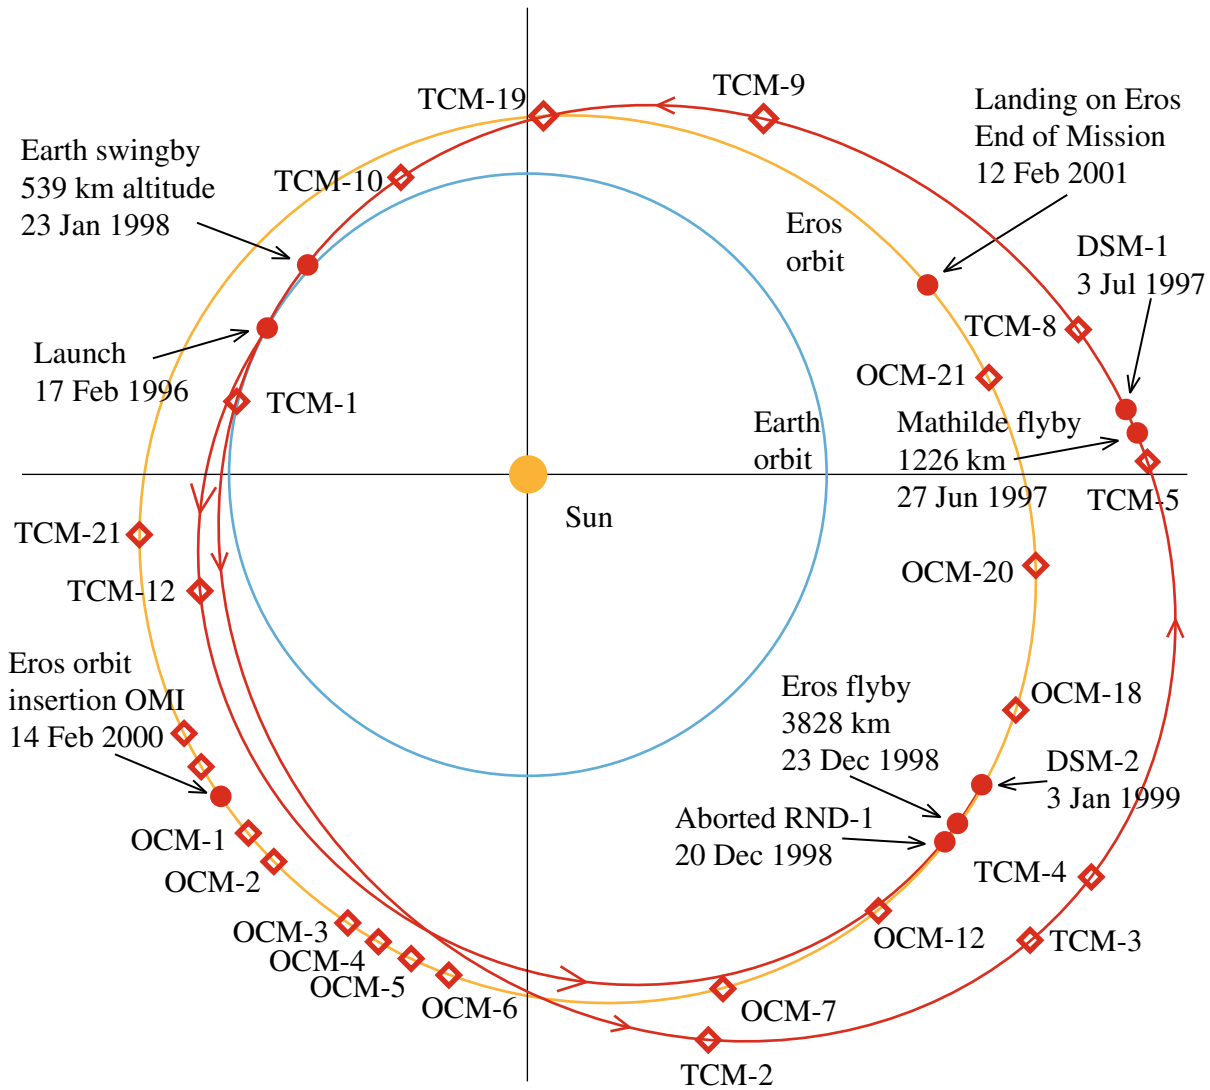 TCM-19
TCM-9
Landing on Eros
End of Mission
12 Feb 2001
Earth swingby
539 km altitude
23 Jan 1998
TCM-10
Eros
orbit
DSM-1
3 Jul 1997
TCM-8
Launch
17 Feb 1996
TCM-1
OCM-21
Earth
orbit
Mathilde flyby
1226 km
27 Jun 1997
TCM-5
Sun
TCM-21
TCM-12
OCM-20
Eros orbit
insertion OMI
14 Feb 2000
Eros flyby
3828 km
23 Dec 1998
OCM-18
DSM-2
3 Jan 1999
Aborted RND-1
20 Dec 1998
OCM-1
OCM-2
TCM-4
OCM-3
OCM-4
OCM-5
OCM-6
OCM-12
TCM-3
OCM-7
TCM-2